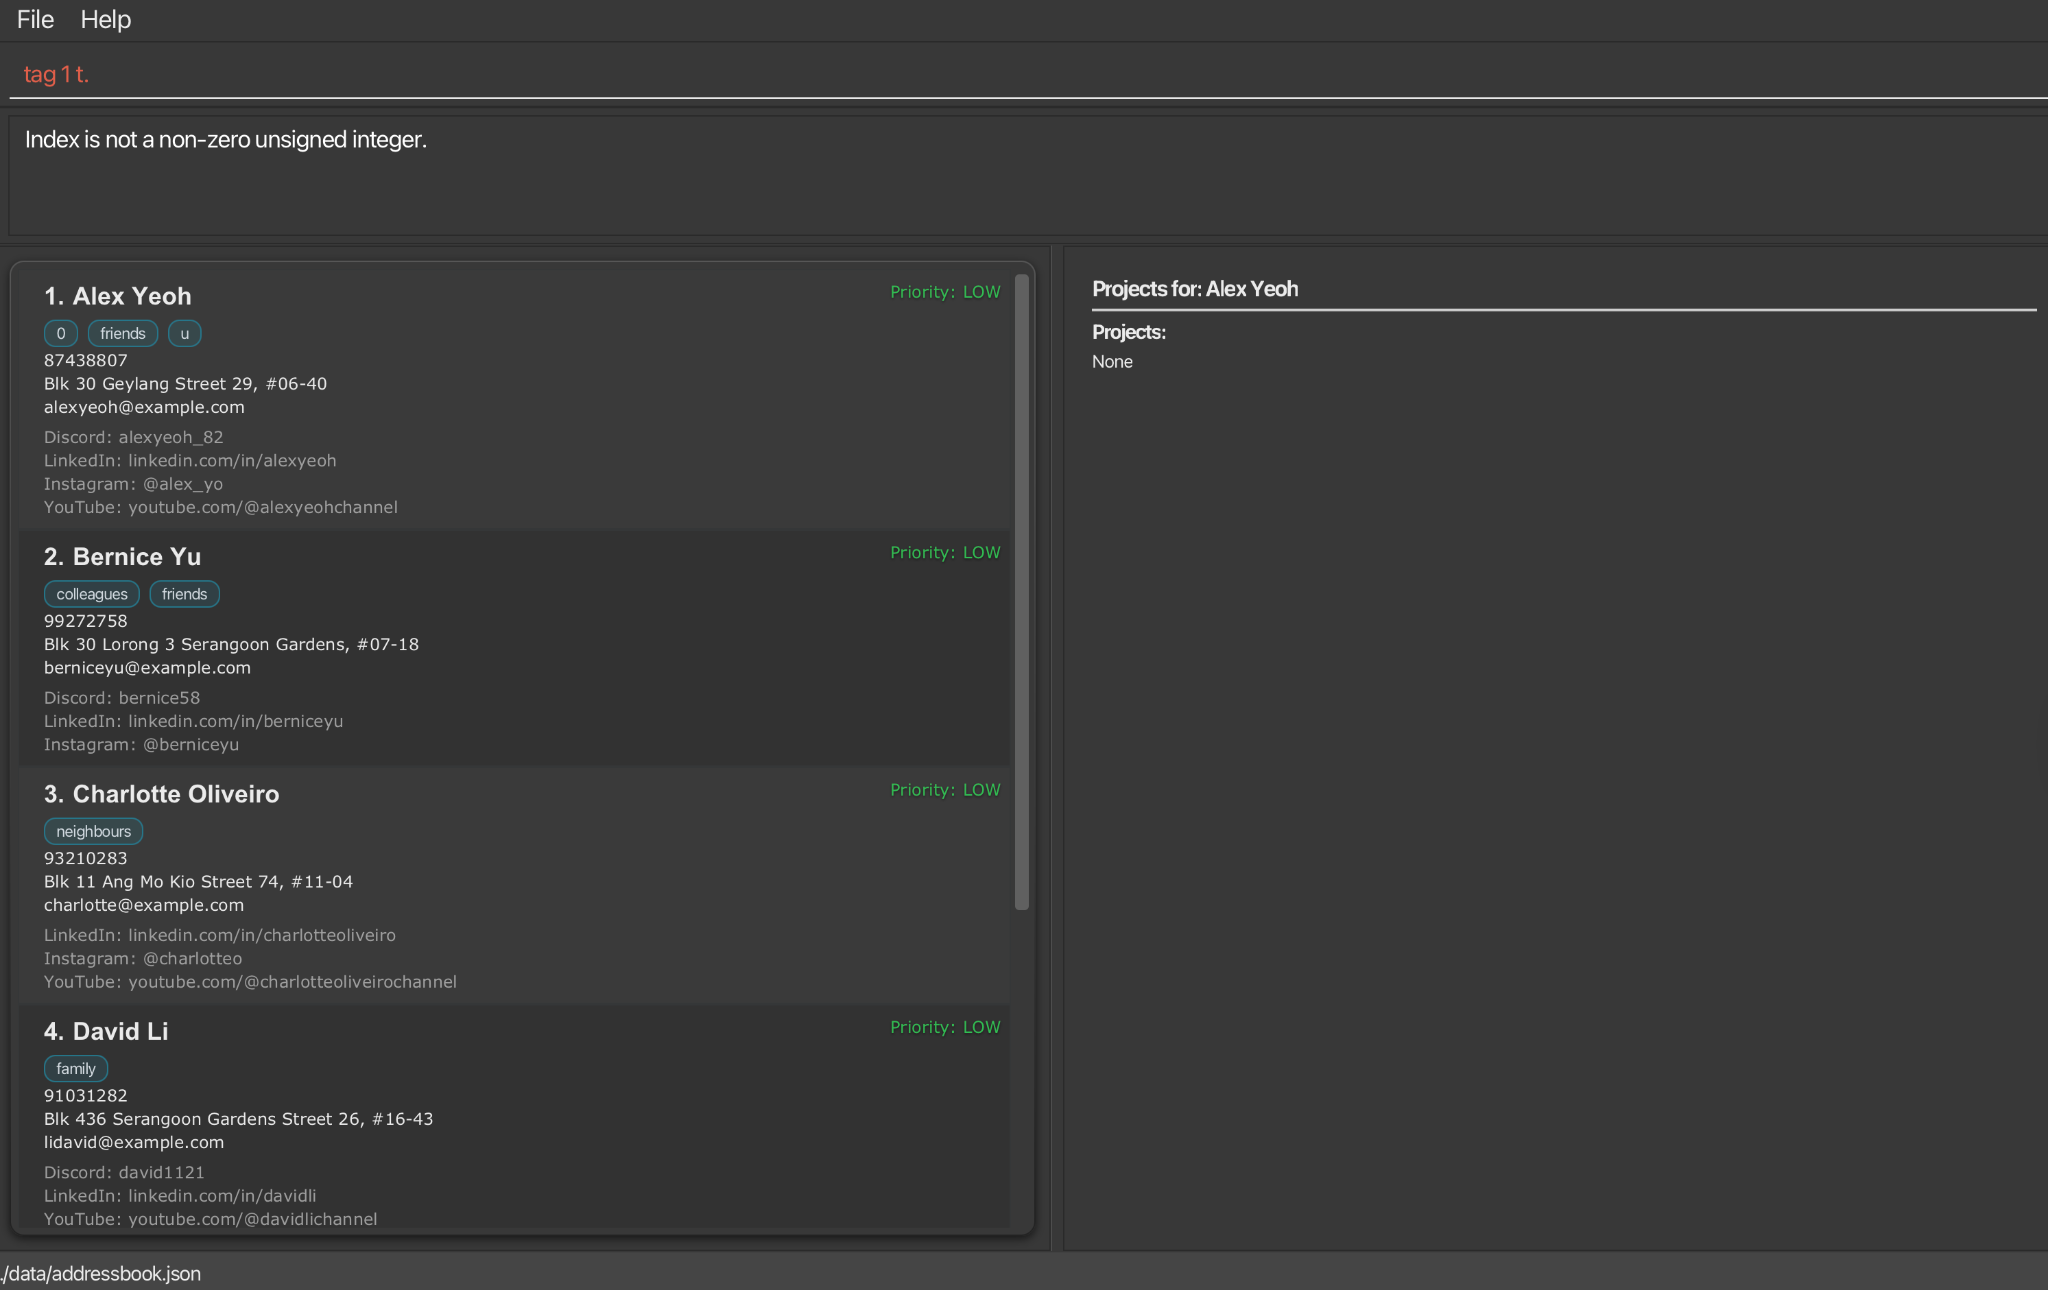 File Help
tag 1 t.
Index is not a non-zero unsigned integer.
1. Alex Yeoh
Priority: LOW
0 friends u
87438807
Blk 30 Geylang Street 29, #06-40
alexyeoh@example.com
Discord: alexyeoh_82
LinkedIn: linkedin.com/in/alexyeoh
Instagram: @alex_yo
YouTube: youtube.com/@alexyeohchannel
2. Bernice Yu
Priority: LOW
colleagues friends
99272758
Blk 30 Lorong 3 Serangoon Gardens, #07-18
berniceyu@example.com
Discord: bernice58
LinkedIn: linkedin.com/in/berniceyu
Instagram: @berniceyu
3. Charlotte Oliveiro
Priority: LOW
neighbours
93210283
Blk 11 Ang Mo Kio Street 74, #11-04
charlotte@example.com
LinkedIn: linkedin.com/in/charlotteoliveiro
Instagram: @charlotteo
YouTube: youtube.com/@charlotteoliveirochannel
4. David Li
Priority: LOW
family
91031282
Blk 436 Serangoon Gardens Street 26, #16-43
lidavid@example.com
Discord: david1121
LinkedIn: linkedin.com/in/davidli
YouTube: youtube.com/@davidlichannel
Projects for: Alex Yeoh
Projects:
None
./data/addressbook.json